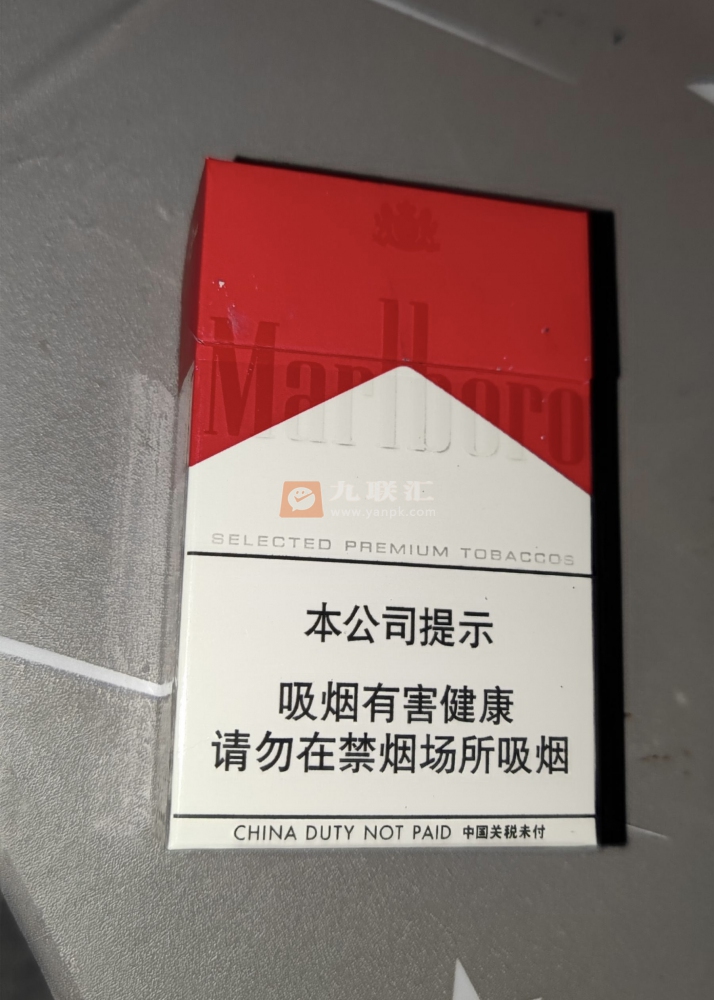 Marlboro
九联汇
www.yanpk.com
SELECTED PREMIUM TOBACCOS
本公司提示
吸烟有害健康
请勿在禁烟场所吸烟
CHINA DUTY NOT PAID 中国关税未付